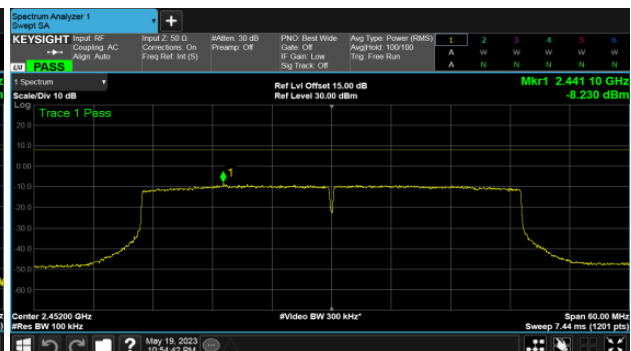 Spectrum Analyzer 1
Swept SA
+
KEYSIGHT Input: RF Input Z: 50 Ω #Atten: 30 dB PNO: Best Wide Avg Type: Power (RMS) 1 2 3 4 5 6
Coupling: AC Corrections: On Preamp: Off Gate: Off Avg|Hold: 100/100 A W W W W W
Align: Auto Freq Ref: Int (S) IF Gain: Low Trig: Free Run
Sig Track: Off A N N N N N
LXI PASS
1 Spectrum Ref Lvl Offset 15.00 dB Mkr1 2.441 10 GHz
Scale/Div 10 dB Ref Level 30.00 dBm -8.230 dBm
Log Trace 1 Pass
20.0
10.0
0.00
1
-10.0
-20.0
-30.0
-40.0
-50.0
-60.0
Center 2.45200 GHz #Video BW 300 kHz* Span 60.00 MHz
#Res BW 100 kHz Sweep 7.44 ms (1201 pts)
? May 19, 2023
10:54:42 PM